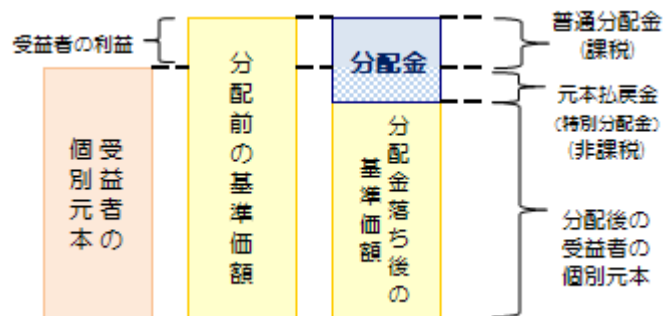 受益者の利益
受益者の
個別元本
分配前の基準価額
分配金
分配金落ち後の
基準価額
普通分配金
(課税)
元本払戻金
(特別分配金)
(非課税)
分配後の
受益者の
個別元本